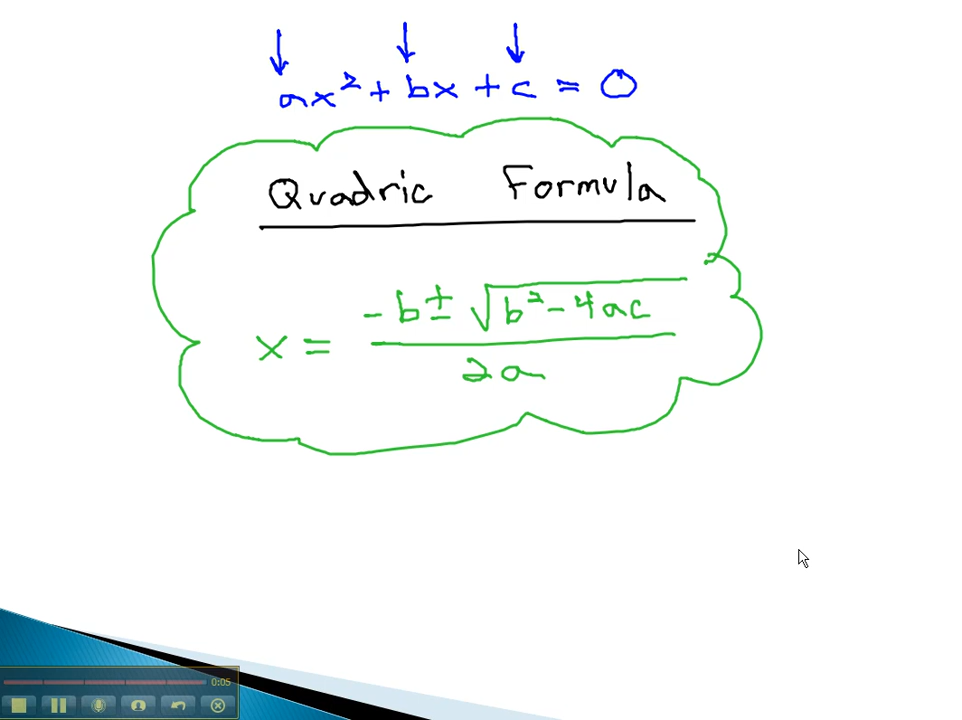 ax² + bx + c = 0
Quadric Formula
x = -b ± √b² - 4ac / 2a
0:05